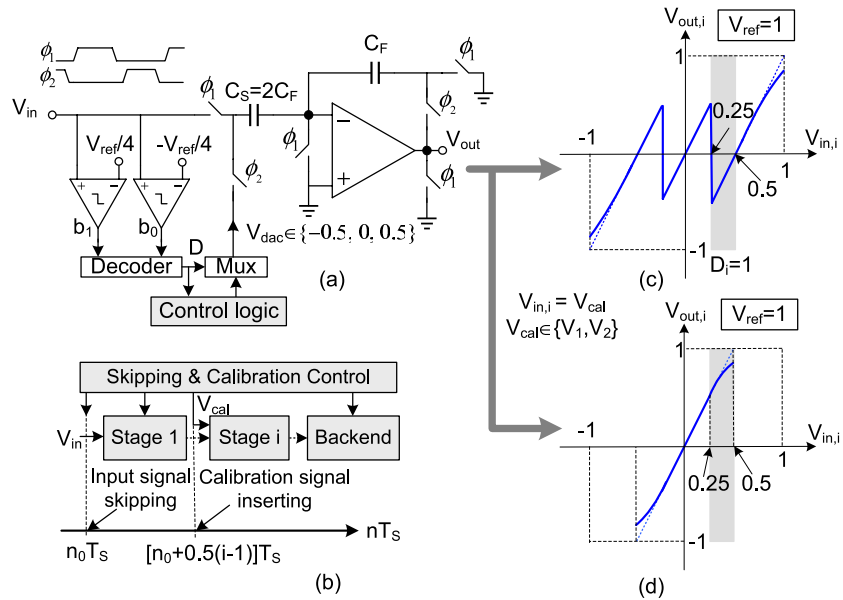 ϕ1
ϕ2
Vin
ϕ1
CS=2CF
CF
ϕ1
ϕ2
Vout
ϕ1
ϕ1
ϕ2
Vref/4
-Vref/4
+
−
+
−
−
+
b1
b0
D
Vdac∈{−0.5, 0, 0.5}
Decoder
Mux
Control logic
(a)
Skipping & Calibration Control
Vcal
Vin
Stage 1
Stage i
Backend
Input signal skipping
Calibration signal inserting
nTS
n0TS
[n0+0.5(i-1)]TS
(b)
Vout,i
Vref=1
1
-1
0.25
Vin,i
1
0.5
-1
Di=1
(c)
Vin,i = Vcal
Vcal∈{V1,V2}
Vout,i
Vref=1
1
-1
Vin,i
1
0.25
0.5
-1
(d)